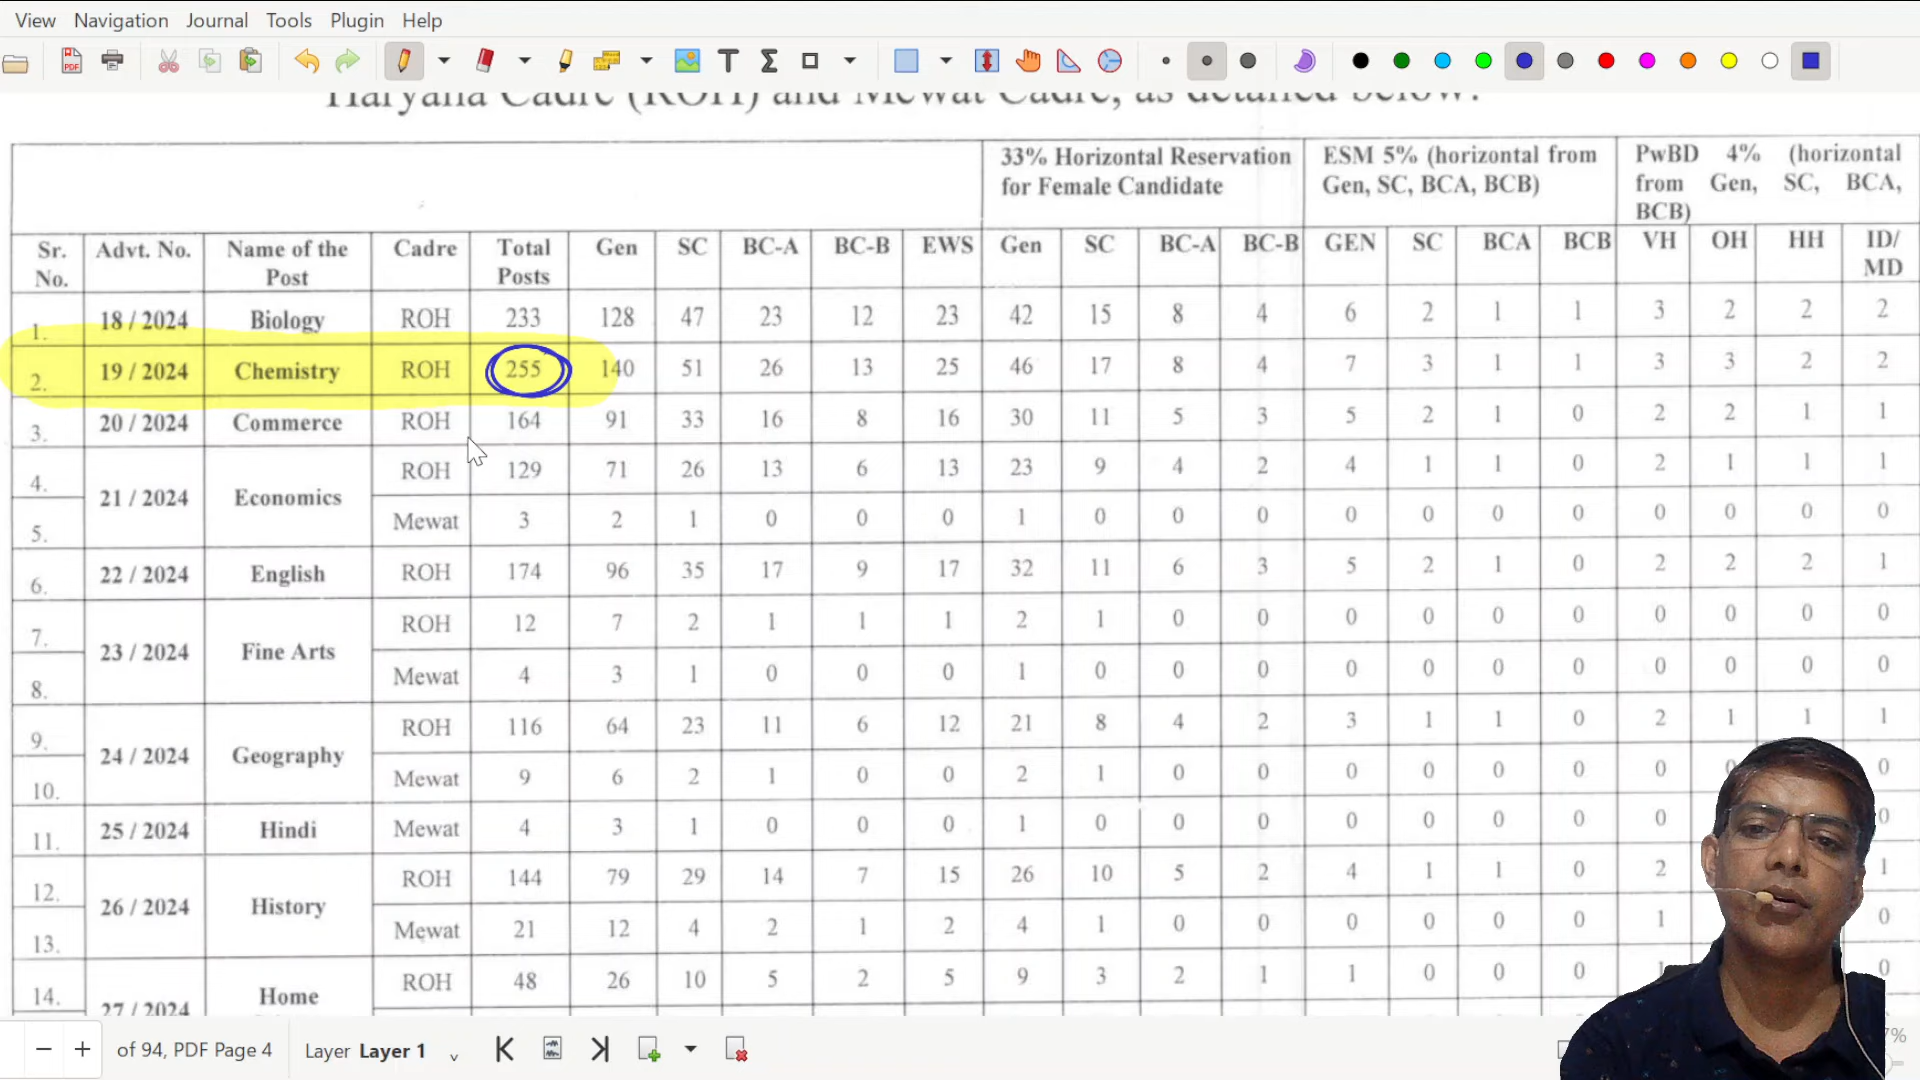 View Navigation Journal Tools Plugin Help
Haryana Cadre (ROH) and Mewat Cadre, as detailed below:
33% Horizontal Reservation for Female Candidate
ESM 5% (horizontal from Gen, SC, BCA, BCB)
PwBD 4% (horizontal from Gen, SC, BCA, BCB)
Sr. No. Advt. No. Name of the Post Cadre Total Posts Gen SC BC-A BC-B EWS Gen SC BC-A BC-B GEN SC BCA BCB VH OH HH ID/ MD
1. 18 / 2024 Biology ROH 233 128 47 23 12 23 42 15 8 4 6 2 1 1 3 2 2 2
2. 19 / 2024 Chemistry ROH 255 140 51 26 13 25 46 17 8 4 7 3 1 1 3 3 2 2
3. 20 / 2024 Commerce ROH 164 91 33 16 8 16 30 11 5 3 5 2 1 0 2 2 1 1
4. 21 / 2024 Economics ROH 129 71 26 13 6 13 23 9 4 2 4 1 1 0 2 1 1 1
5. Mewat 3 2 1 0 0 0 1 0 0 0 0 0 0 0 0 0 0 0
6. 22 / 2024 English ROH 174 96 35 17 9 17 32 11 6 3 5 2 1 0 2 2 2 1
7. 23 / 2024 Fine Arts ROH 12 7 2 1 1 1 2 1 0 0 0 0 0 0 0 0 0 0
8. Mewat 4 3 1 0 0 0 1 0 0 0 0 0 0 0 0 0 0 0
9. 24 / 2024 Geography ROH 116 64 23 11 6 12 21 8 4 2 3 1 1 0 2 1 1 1
10. Mewat 9 6 2 1 0 0 2 1 0 0 0 0 0 0 0 0
11. 25 / 2024 Hindi Mewat 4 3 1 0 0 0 1 0 0 0 0 0 0 0 0 0
12. 26 / 2024 History ROH 144 79 29 14 7 15 26 10 5 2 4 1 1 0 2 1
13. Mewat 21 12 4 2 1 2 4 1 0 0 0 0 0 0 1 0
14. 27 / 2024 Home ROH 48 26 10 5 2 5 9 3 2 1 1 0 0 0 1 0
of 94, PDF Page 4 Layer Layer 1